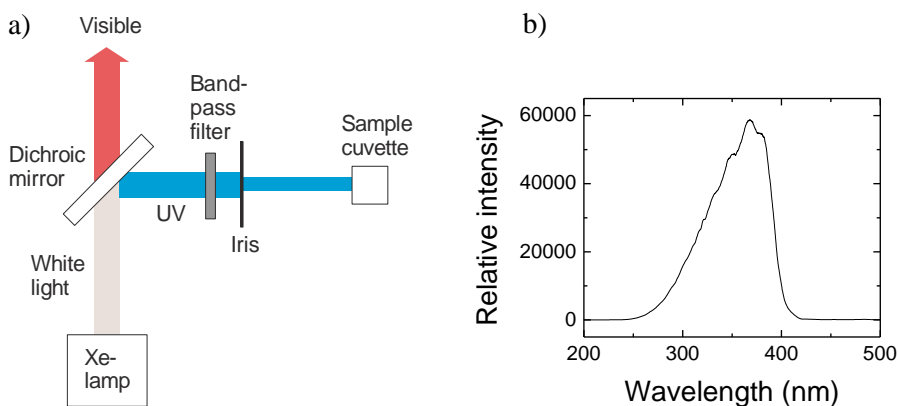 a)
Visible
Dichroic
mirror
Band-
pass
filter
Sample
cuvette
UV
Iris
White
light
Xe-
lamp
b)
Relative intensity
60000
40000
20000
0
200 300 400 500
Wavelength (nm)